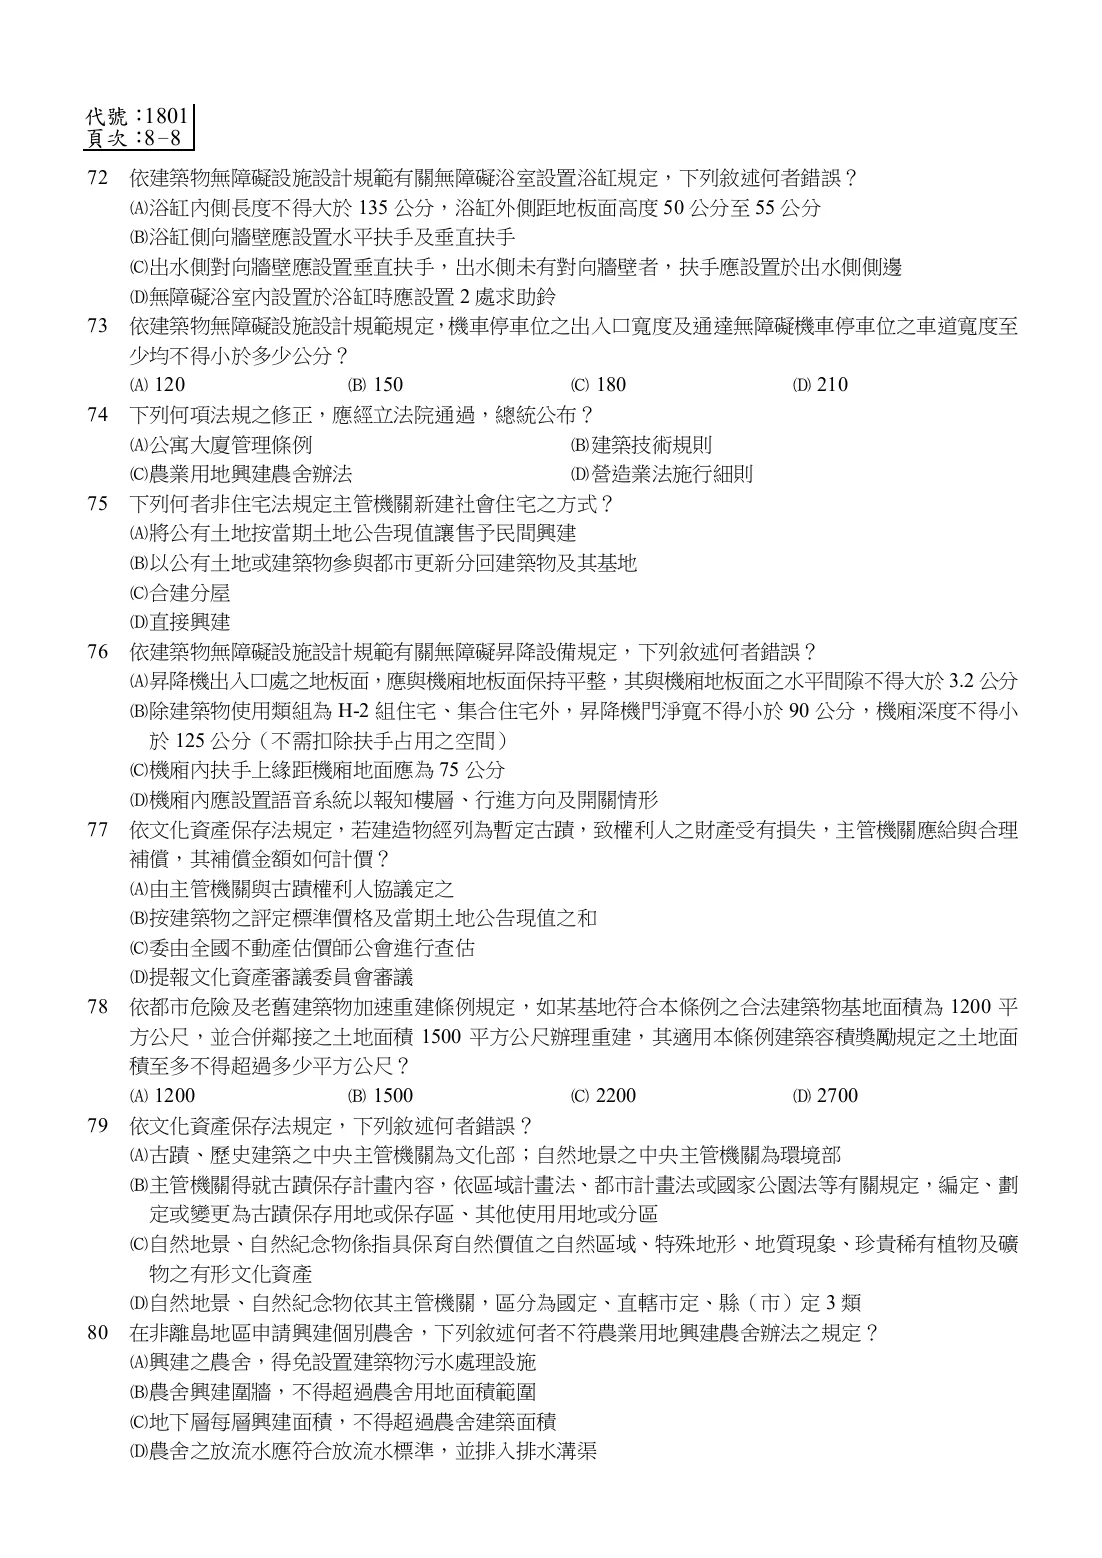 代號：1801
頁次：8－8
72 依建築物無障礙設施設計規範有關無障礙浴室設置浴缸規定，下列敘述何者錯誤？
(A)浴缸內側長度不得大於 135 公分，浴缸外側距地板面高度 50 公分至 55 公分
(B)浴缸側向牆壁應設置水平扶手及垂直扶手
(C)出水側對向牆壁應設置垂直扶手，出水側未有對向牆壁者，扶手應設置於出水側側邊
(D)無障礙浴室內設置於浴缸時應設置 2 處求助鈴
73 依建築物無障礙設施設計規範規定，機車停車位之出入口寬度及通達無障礙機車停車位之車道寬度至
少均不得小於多少公分？
(A) 120 (B) 150 (C) 180 (D) 210
74 下列何項法規之修正，應經立法院通過，總統公布？
(A)公寓大廈管理條例 (B)建築技術規則
(C)農業用地興建農舍辦法 (D)營造業法施行細則
75 下列何者非住宅法規定主管機關新建社會住宅之方式？
(A)將公有土地按當期土地公告現值讓售予民間興建
(B)以公有土地或建築物參與都市更新分回建築物及其基地
(C)合建分屋
(D)直接興建
76 依建築物無障礙設施設計規範有關無障礙昇降設備規定，下列敘述何者錯誤？
(A)昇降機出入口處之地板面，應與機廂地板面保持平整，其與機廂地板面之水平間隙不得大於 3.2 公分
(B)除建築物使用類組為 H-2 組住宅、集合住宅外，昇降機門淨寬不得小於 90 公分，機廂深度不得小
於 125 公分（不需扣除扶手占用之空間）
(C)機廂內扶手上緣距機廂地面應為 75 公分
(D)機廂內應設置語音系統以報知樓層、行進方向及開關情形
77 依文化資產保存法規定，若建造物經列為暫定古蹟，致權利人之財產受有損失，主管機關應給與合理
補償，其補償金額如何計價？
(A)由主管機關與古蹟權利人協議定之
(B)按建築物之評定標準價格及當期土地公告現值之和
(C)委由全國不動產估價師公會進行查估
(D)提報文化資產審議委員會審議
78 依都市危險及老舊建築物加速重建條例規定，如某基地符合本條例之合法建築物基地面積為 1200 平
方公尺，並合併鄰接之土地面積 1500 平方公尺辦理重建，其適用本條例建築容積獎勵規定之土地面
積至多不得超過多少平方公尺？
(A) 1200 (B) 1500 (C) 2200 (D) 2700
79 依文化資產保存法規定，下列敘述何者錯誤？
(A)古蹟、歷史建築之中央主管機關為文化部；自然地景之中央主管機關為環境部
(B)主管機關得就古蹟保存計畫內容，依區域計畫法、都市計畫法或國家公園法等有關規定，編定、劃
定或變更為古蹟保存用地或保存區、其他使用用地或分區
(C)自然地景、自然紀念物係指具保育自然價值之自然區域、特殊地形、地質現象、珍貴稀有植物及礦
物之有形文化資產
(D)自然地景、自然紀念物依其主管機關，區分為國定、直轄市定、縣（市）定 3 類
80 在非離島地區申請興建個別農舍，下列敘述何者不符農業用地興建農舍辦法之規定？
(A)興建之農舍，得免設置建築物污水處理設施
(B)農舍興建圍牆，不得超過農舍用地面積範圍
(C)地下層每層興建面積，不得超過農舍建築面積
(D)農舍之放流水應符合放流水標準，並排入排水溝渠